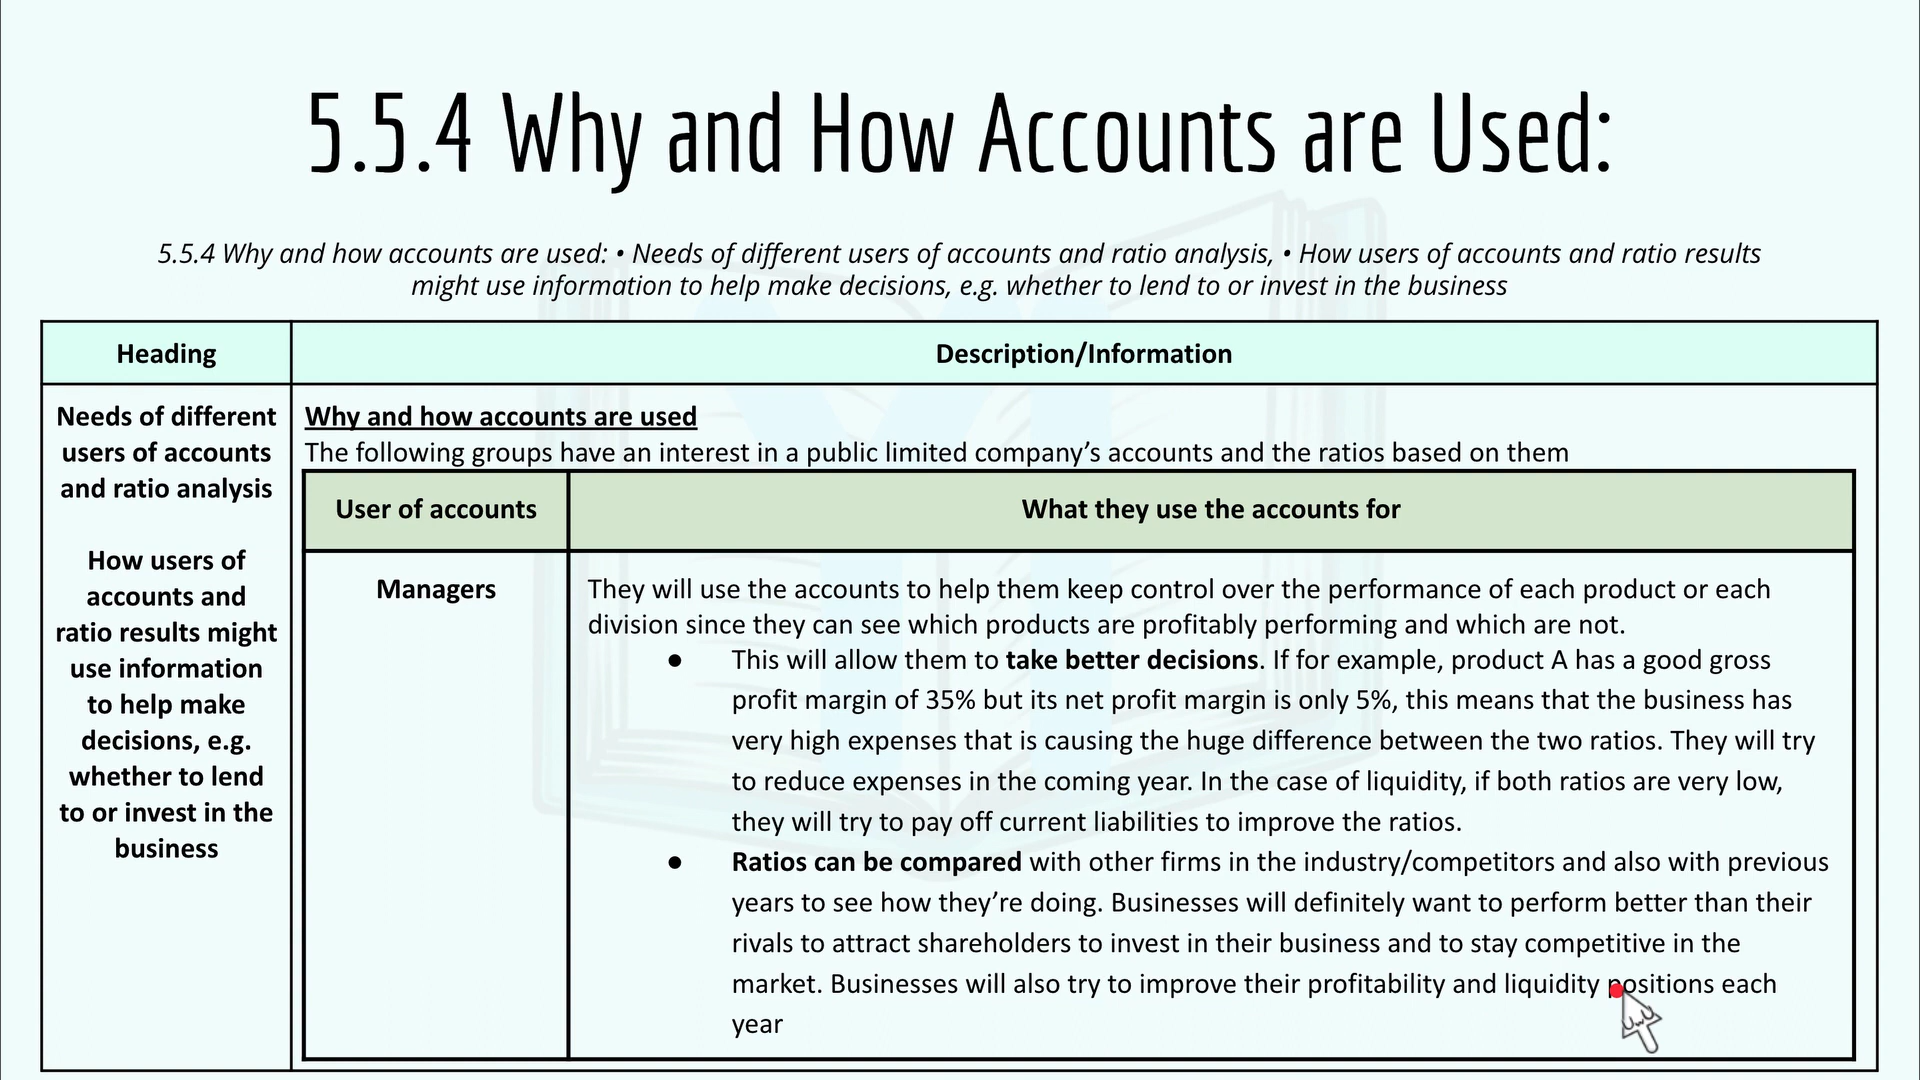 5.5.4 Why and How Accounts are Used:
5.5.4 Why and how accounts are used: • Needs of different users of accounts and ratio analysis, • How users of accounts and ratio results
might use information to help make decisions, e.g. whether to lend to or invest in the business
Heading
Description/Information
Needs of different
users of accounts
and ratio analysis
How users of
accounts and
ratio results might
use information
to help make
decisions, e.g.
whether to lend
to or invest in the
business
Why and how accounts are used
The following groups have an interest in a public limited company’s accounts and the ratios based on them
User of accounts
What they use the accounts for
Managers
They will use the accounts to help them keep control over the performance of each product or each
division since they can see which products are profitably performing and which are not.
● This will allow them to take better decisions. If for example, product A has a good gross
profit margin of 35% but its net profit margin is only 5%, this means that the business has
very high expenses that is causing the huge difference between the two ratios. They will try
to reduce expenses in the coming year. In the case of liquidity, if both ratios are very low,
they will try to pay off current liabilities to improve the ratios.
● Ratios can be compared with other firms in the industry/competitors and also with previous
years to see how they’re doing. Businesses will definitely want to perform better than their
rivals to attract shareholders to invest in their business and to stay competitive in the
market. Businesses will also try to improve their profitability and liquidity positions each
year